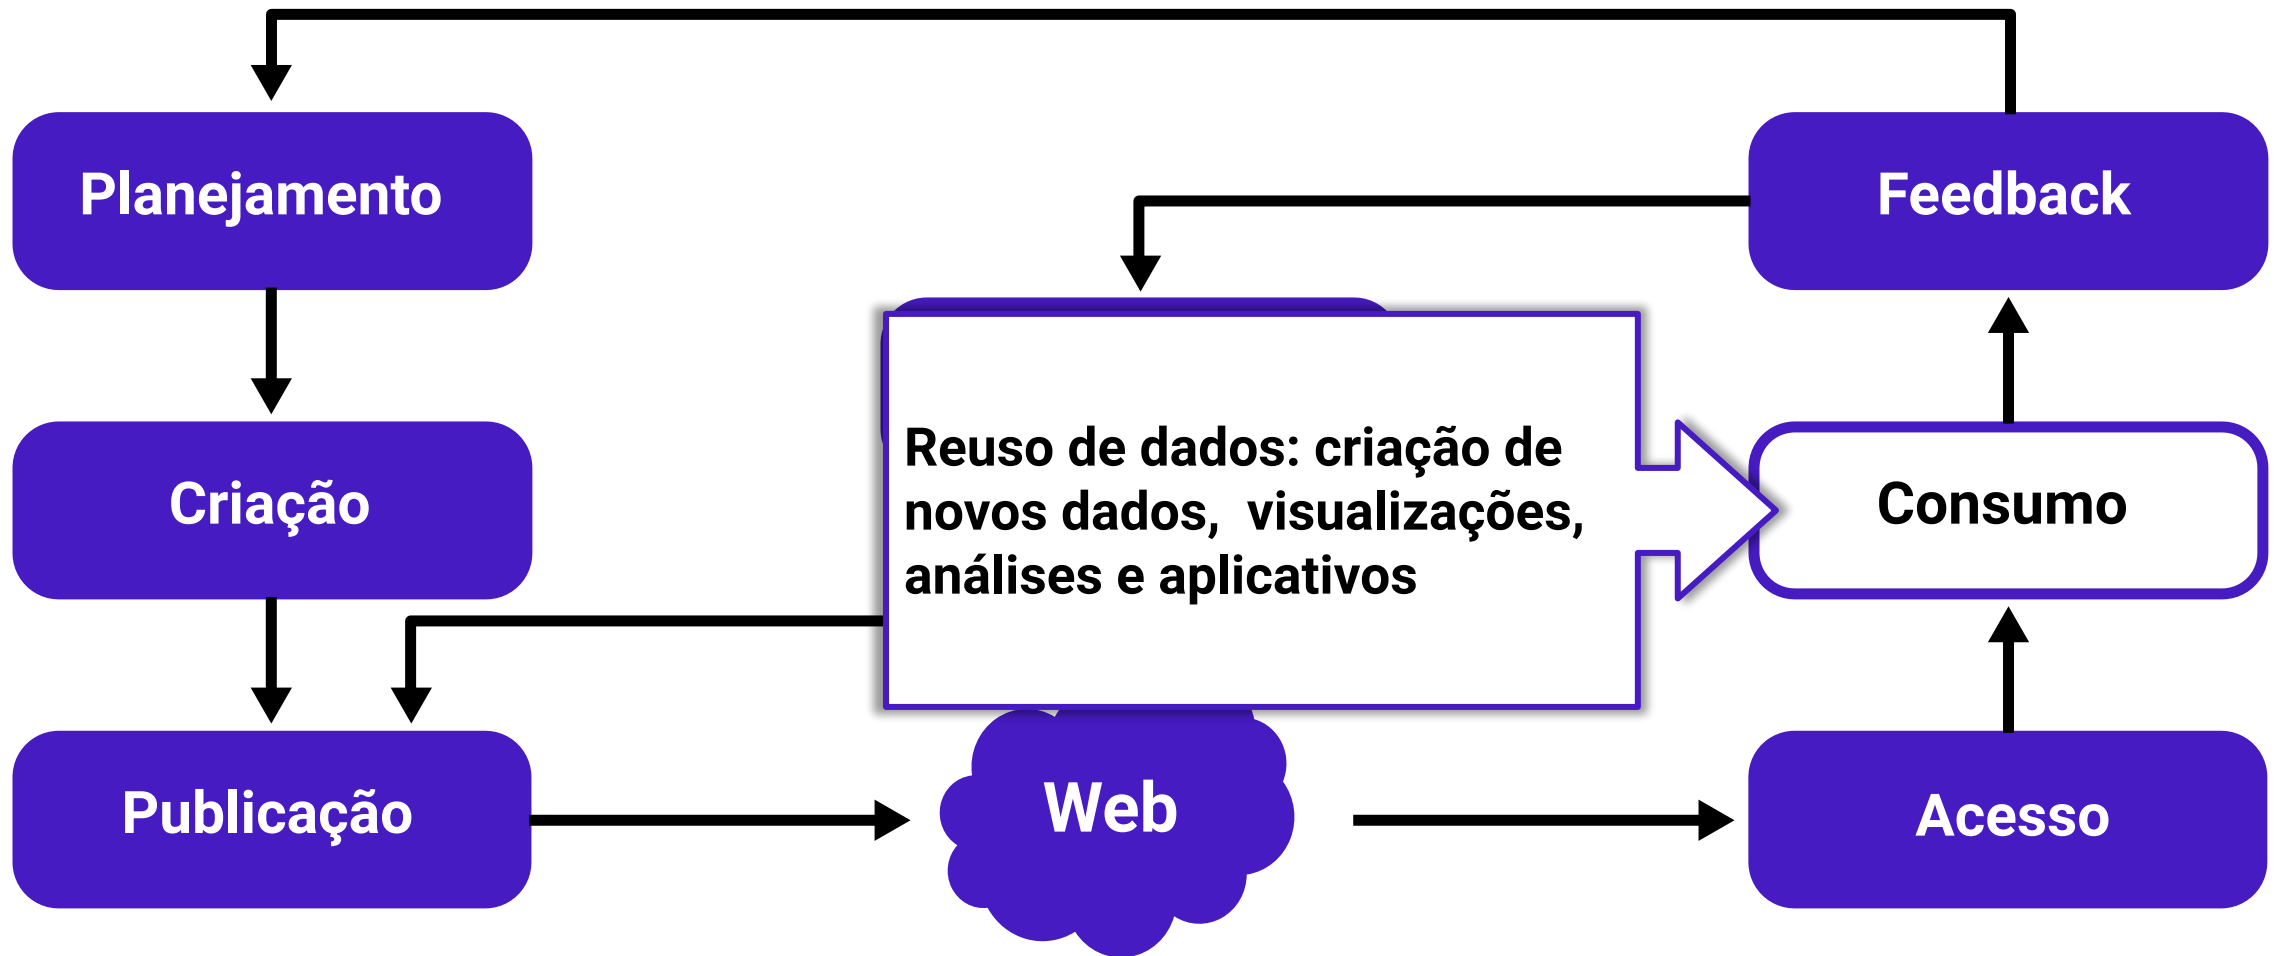 Planejamento
Feedback
Reuso de dados: criação de
novos dados,  visualizações,
análises e aplicativos
Criação
Consumo
Publicação
Web
Acesso